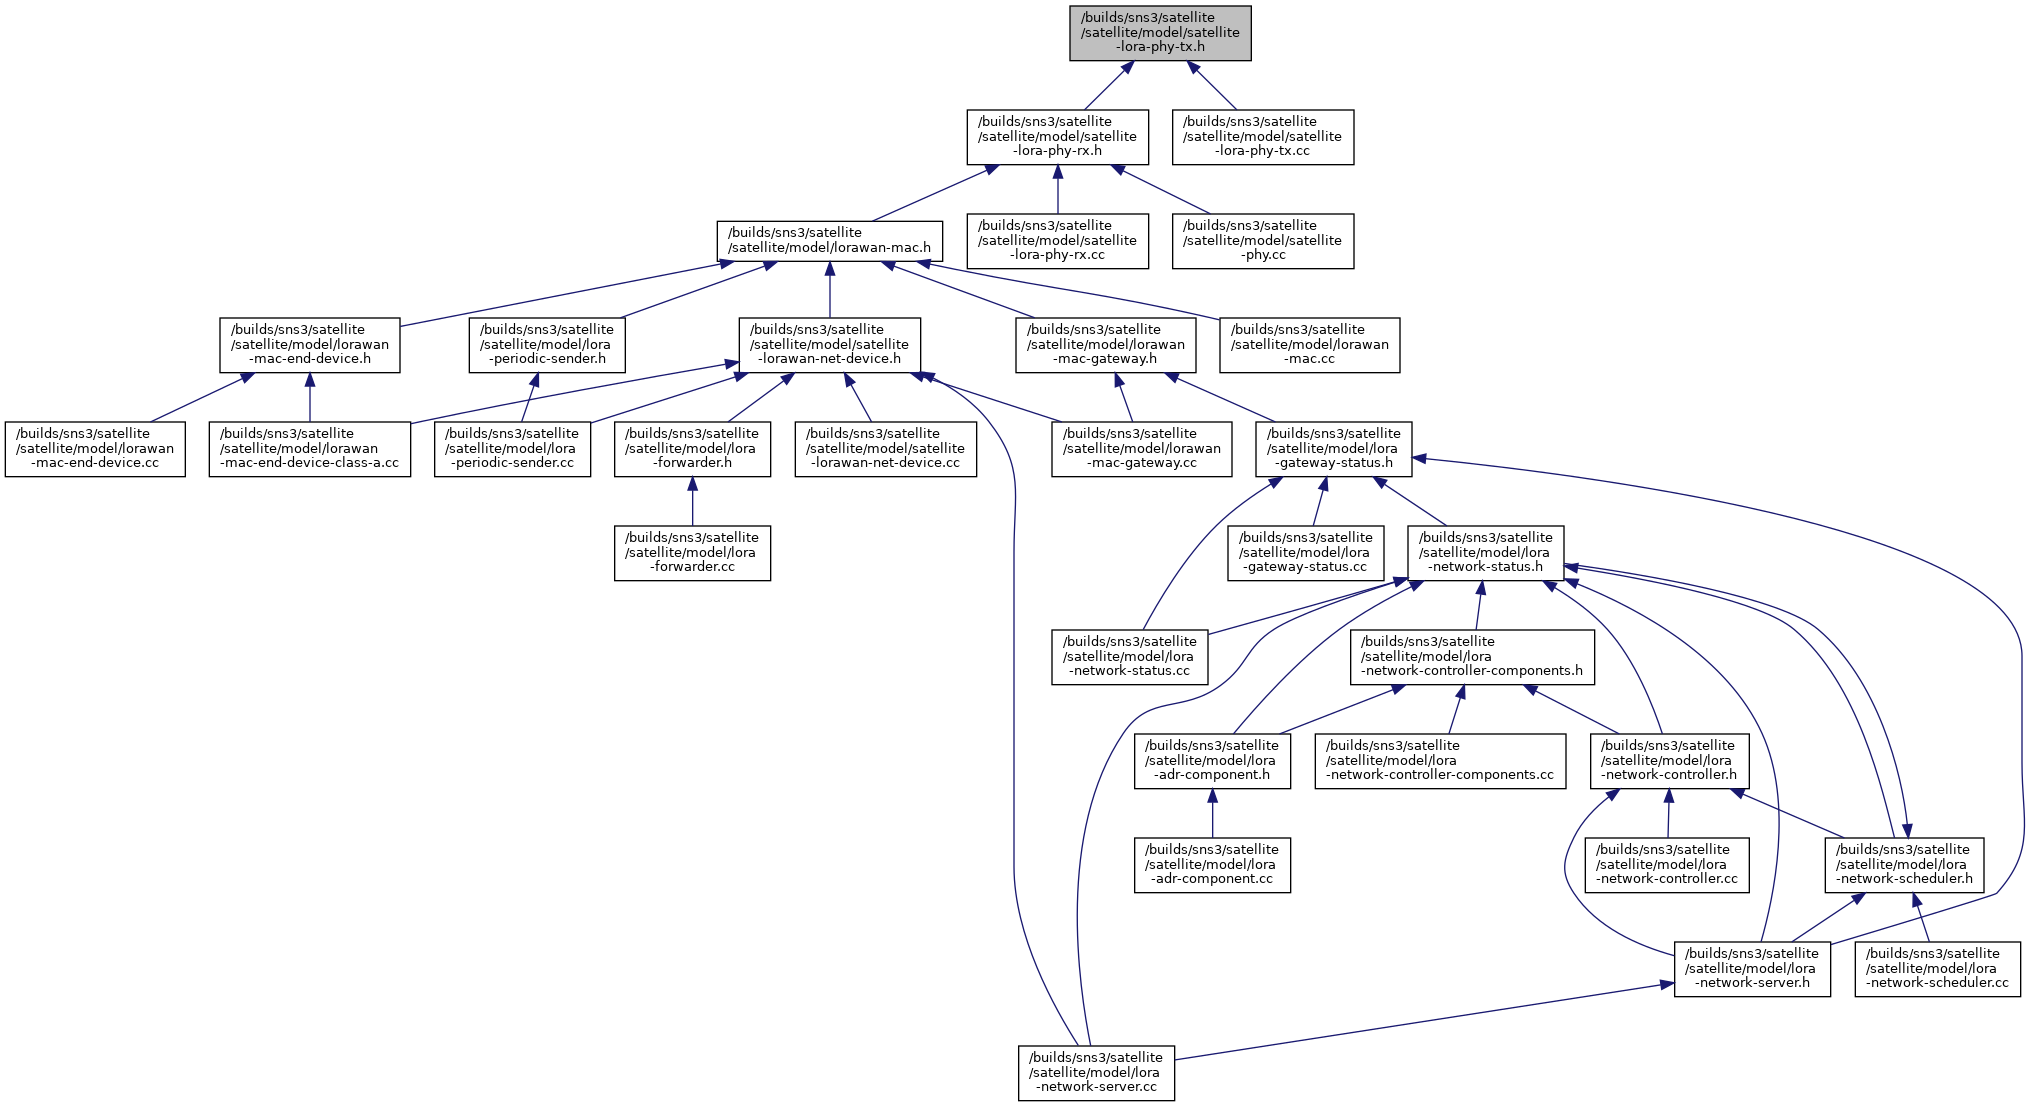 /builds/sns3/satellite
/satellite/model/satellite
-lora-phy-tx.h
/builds/sns3/satellite
/satellite/model/satellite
-lora-phy-rx.h
/builds/sns3/satellite
/satellite/model/satellite
-lora-phy-tx.cc
/builds/sns3/satellite
/satellite/model/lorawan-mac.h
/builds/sns3/satellite
/satellite/model/satellite
-lora-phy-rx.cc
/builds/sns3/satellite
/satellite/model/satellite
-phy.cc
/builds/sns3/satellite
/satellite/model/lorawan
-mac-end-device.h
/builds/sns3/satellite
/satellite/model/lora
-periodic-sender.h
/builds/sns3/satellite
/satellite/model/satellite
-lorawan-net-device.h
/builds/sns3/satellite
/satellite/model/lorawan
-mac-gateway.h
/builds/sns3/satellite
/satellite/model/lorawan
-mac.cc
/builds/sns3/satellite
/satellite/model/lorawan
-mac-end-device.cc
/builds/sns3/satellite
/satellite/model/lorawan
-mac-end-device-class-a.cc
/builds/sns3/satellite
/satellite/model/lora
-periodic-sender.cc
/builds/sns3/satellite
/satellite/model/lora
-forwarder.h
/builds/sns3/satellite
/satellite/model/satellite
-lorawan-net-device.cc
/builds/sns3/satellite
/satellite/model/lorawan
-mac-gateway.cc
/builds/sns3/satellite
/satellite/model/lora
-gateway-status.h
/builds/sns3/satellite
/satellite/model/lora
-forwarder.cc
/builds/sns3/satellite
/satellite/model/lora
-gateway-status.cc
/builds/sns3/satellite
/satellite/model/lora
-network-status.h
/builds/sns3/satellite
/satellite/model/lora
-network-status.cc
/builds/sns3/satellite
/satellite/model/lora
-network-controller-components.h
/builds/sns3/satellite
/satellite/model/lora
-adr-component.h
/builds/sns3/satellite
/satellite/model/lora
-network-controller-components.cc
/builds/sns3/satellite
/satellite/model/lora
-network-controller.h
/builds/sns3/satellite
/satellite/model/lora
-adr-component.cc
/builds/sns3/satellite
/satellite/model/lora
-network-controller.cc
/builds/sns3/satellite
/satellite/model/lora
-network-scheduler.h
/builds/sns3/satellite
/satellite/model/lora
-network-server.h
/builds/sns3/satellite
/satellite/model/lora
-network-scheduler.cc
/builds/sns3/satellite
/satellite/model/lora
-network-server.cc